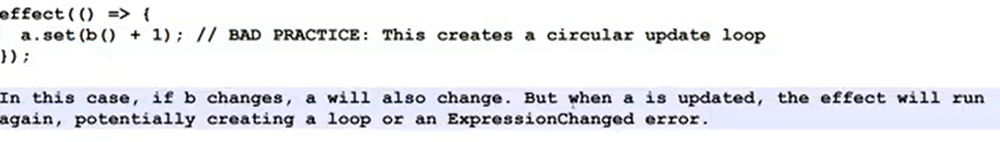 effect(() => {
a.set(b() + 1); // BAD PRACTICE: This creates a circular update loop
});
In this case, if b changes, a will also change. But when a is updated, the effect will run
again, potentially creating a loop or an ExpressionChanged error.